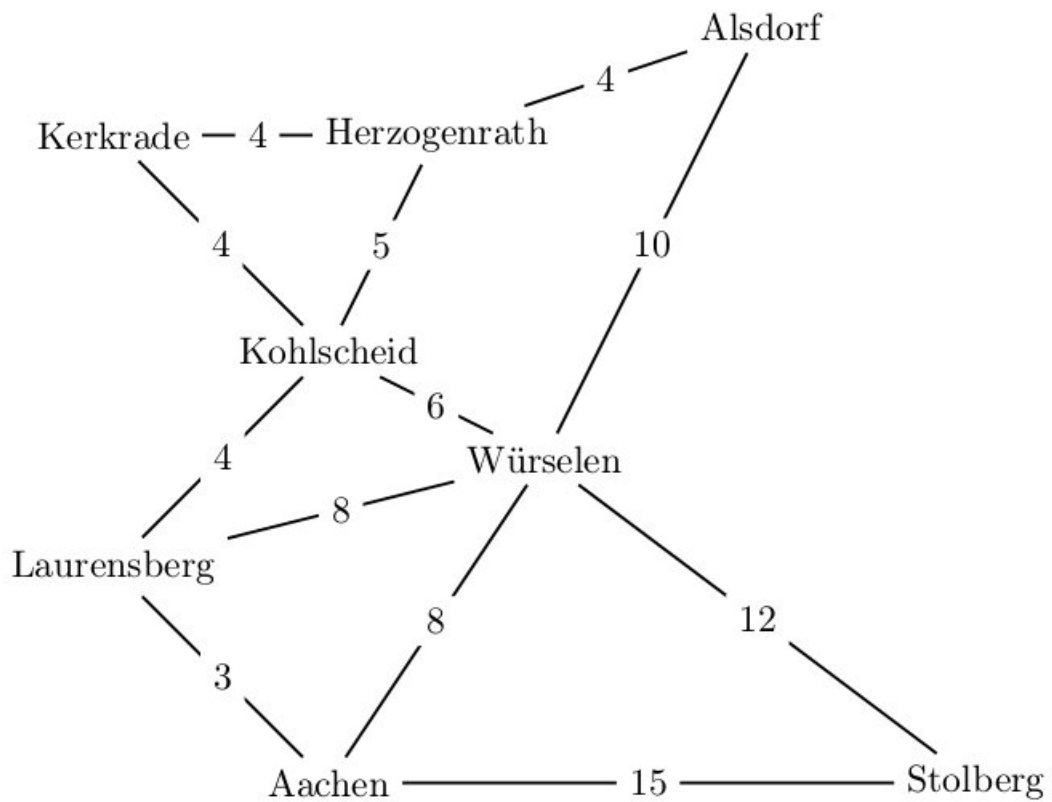 Alsdorf
4
Kerkrade 4 Herzogenrath
4 5 10
Kohlscheid
6
4 Würselen
8
Laurensberg
8 12
3
Aachen 15 Stolberg